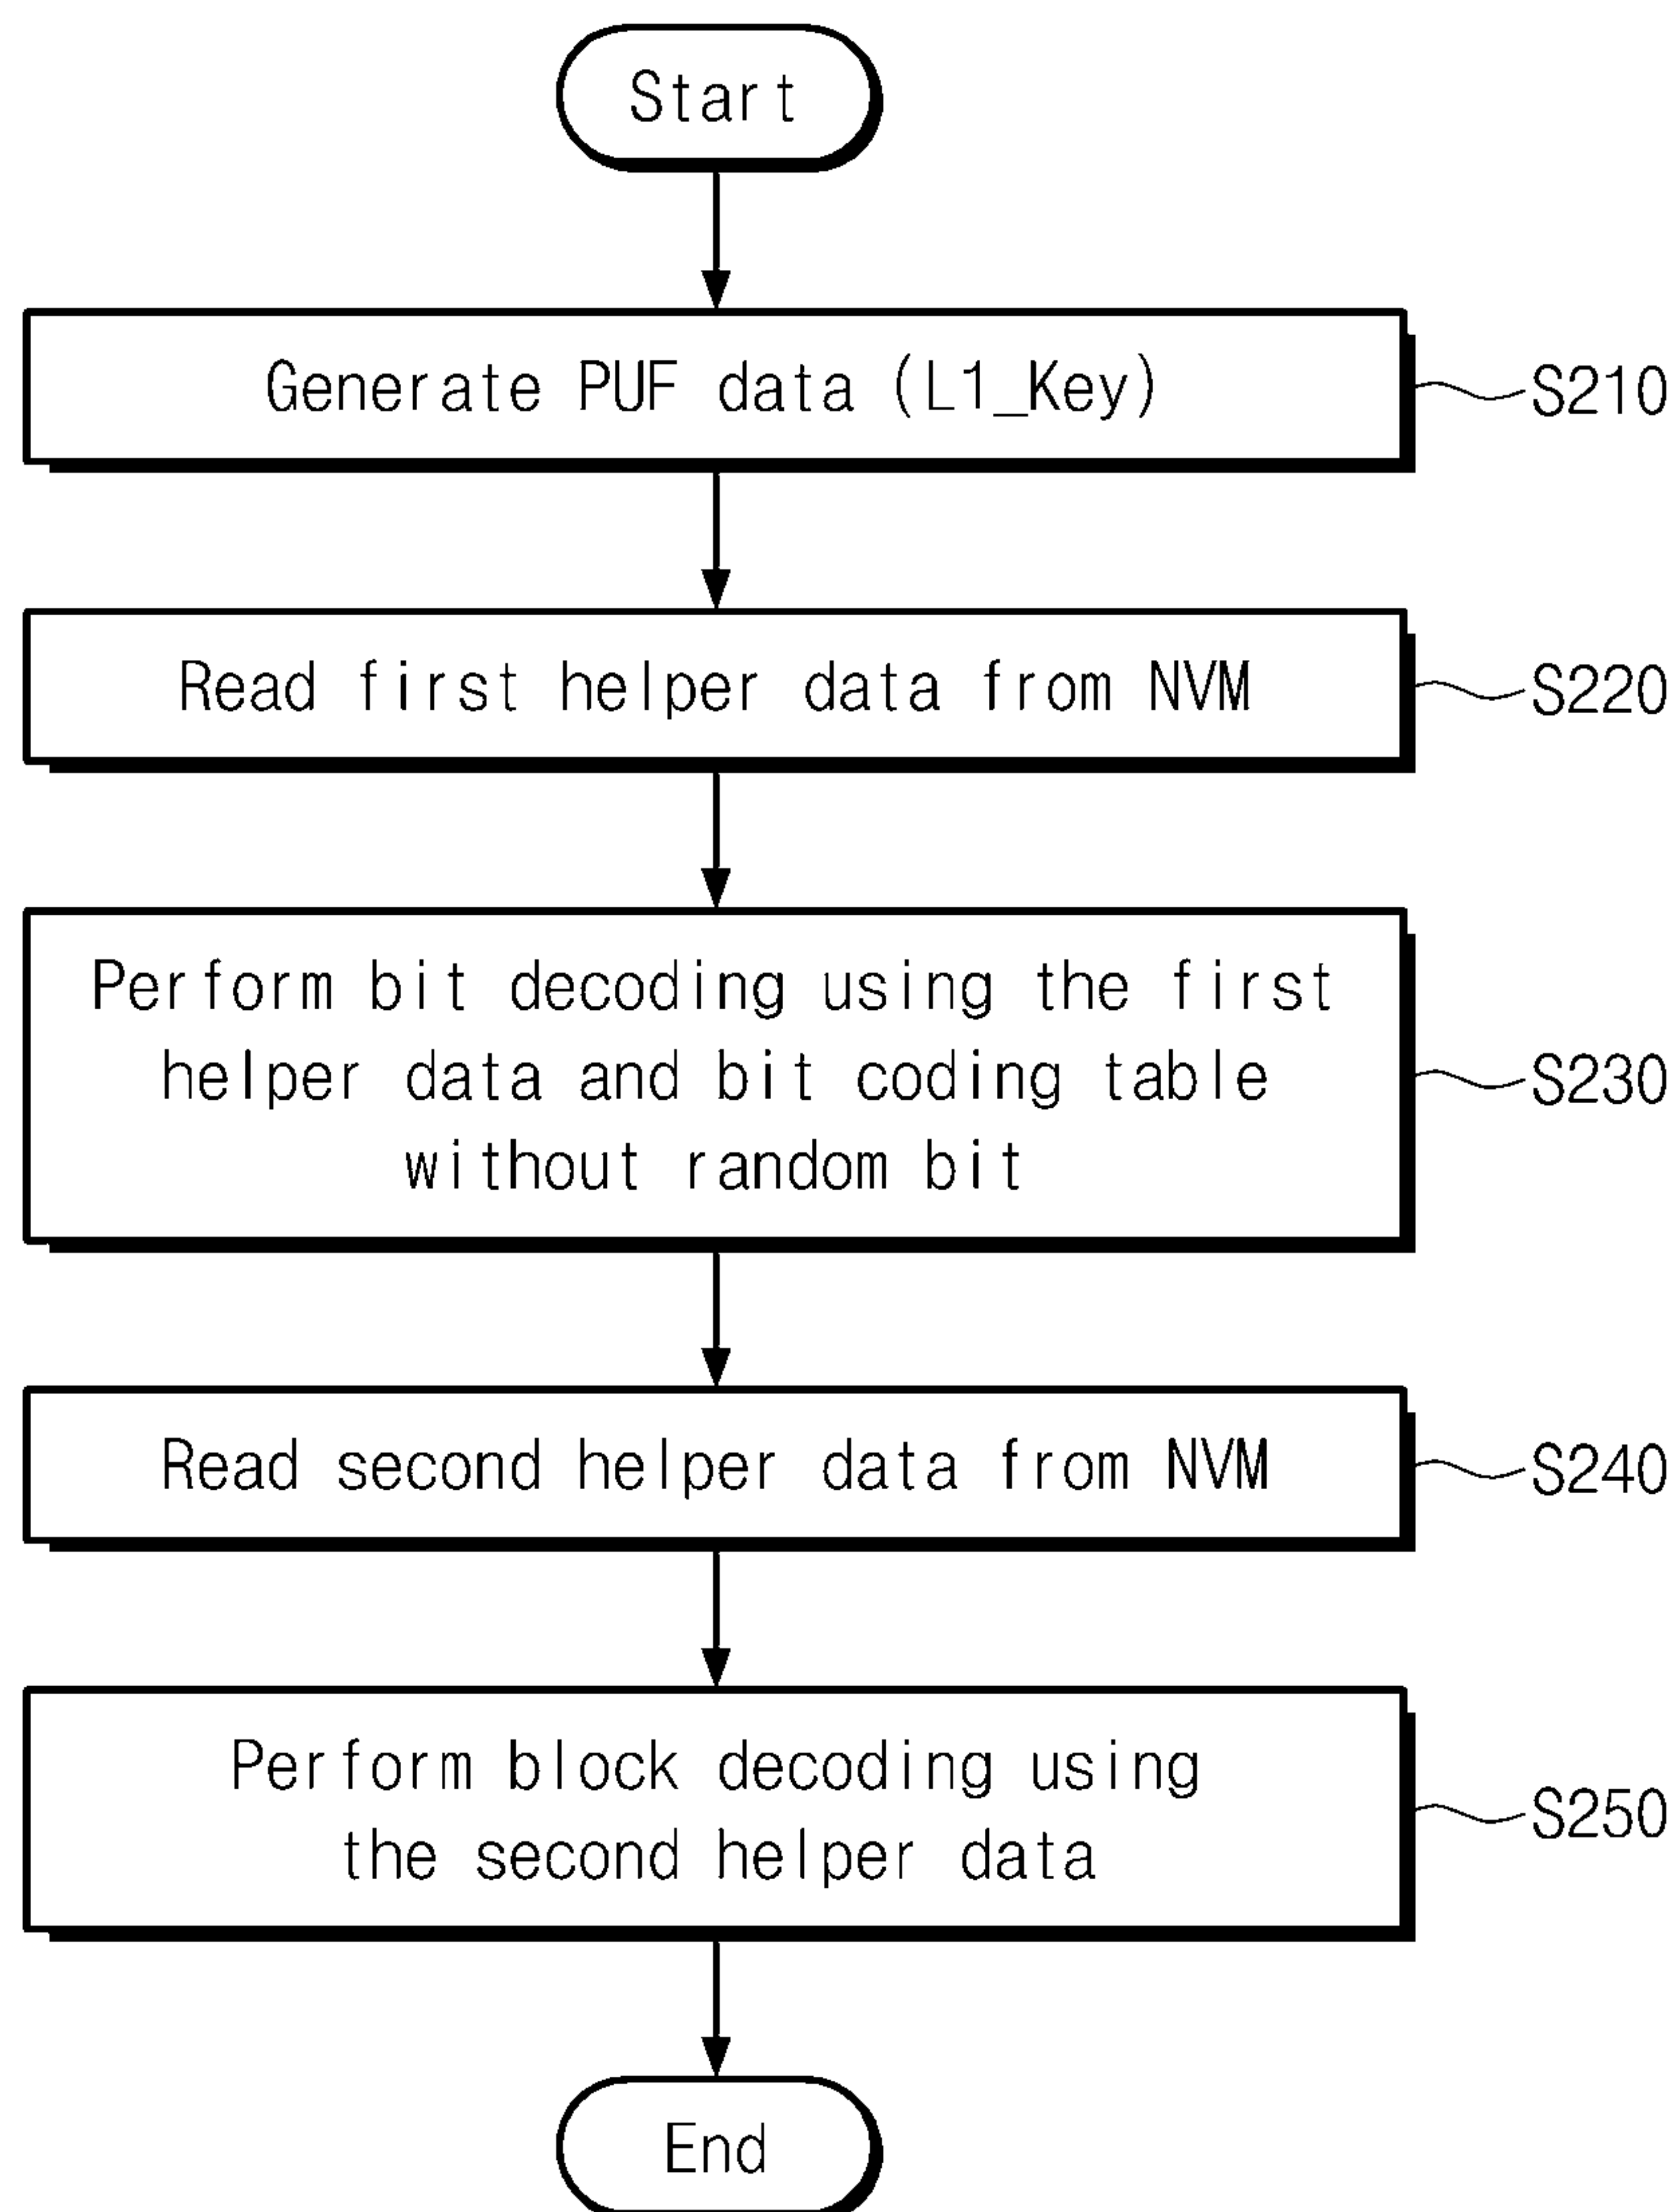 Start
Generate PUF data (L1_Key)
S210
Read first helper data from NVM
S220
Perform bit decoding using the first
helper data and bit coding table
without random bit
S230
Read second helper data from NVM
S240
Perform block decoding using
the second helper data
S250
End